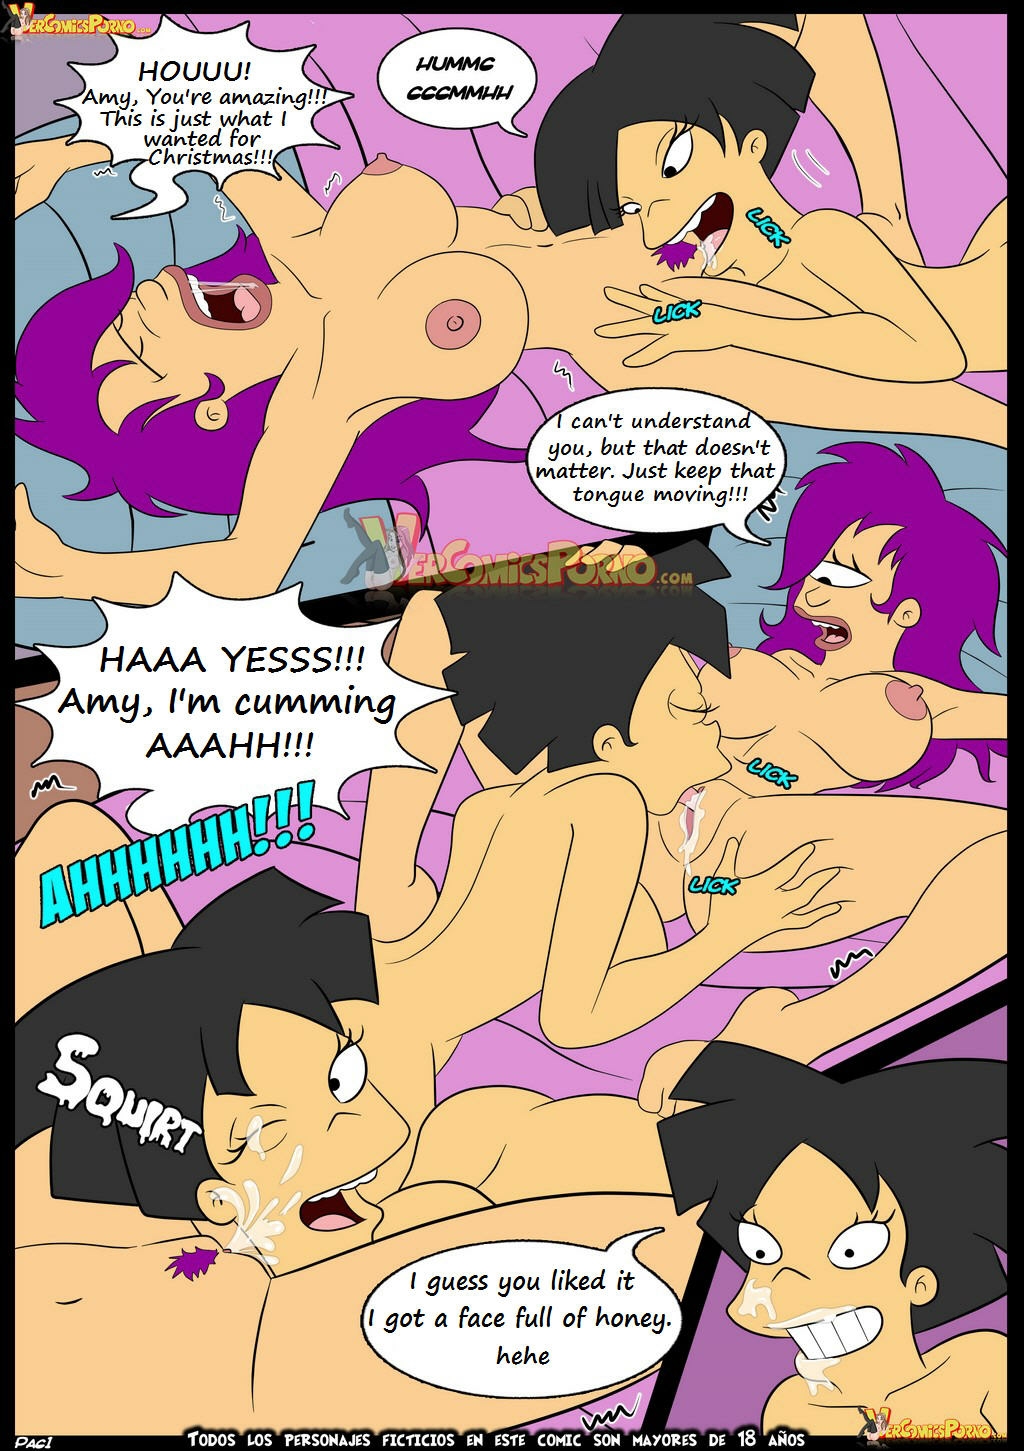 VerComicsPorno.com
HOUUU!
Amy, You're amazing!!!
This is just what I
wanted for
Christmas!!!
HUMMG
GGGMMHH
LICK
LICK
I can't understand
you, but that doesn't
matter. Just keep that
tongue moving!!!
VerComicsPorno.com
HAAA YESSS!!!
Amy, I'm cumming
AAAHH!!!
LICK
LICK
AHHHHHH!!!
SQUIRT
I guess you liked it
I got a face full of honey.
hehe
VerComicsPorno.com
PAG1
TODOS LOS PERSONAJES FICTICIOS EN ESTE COMIC SON MAYORES DE 18 AÑOS